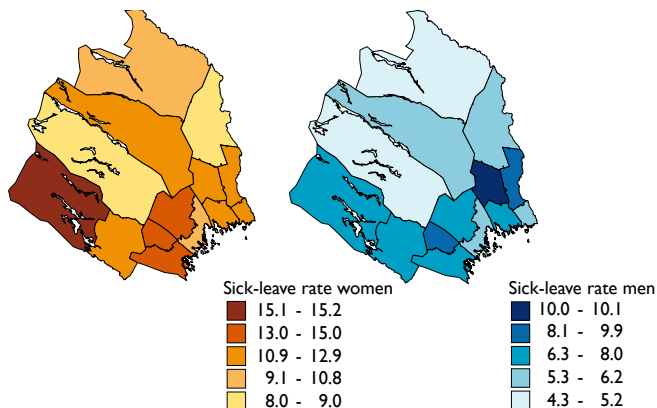 Sick-leave rate women
15.1 - 15.2
13.0 - 15.0
10.9 - 12.9
9.1 - 10.8
8.0 - 9.0
Sick-leave rate men
10.0 - 10.1
8.1 - 9.9
6.3 - 8.0
5.3 - 6.2
4.3 - 5.2